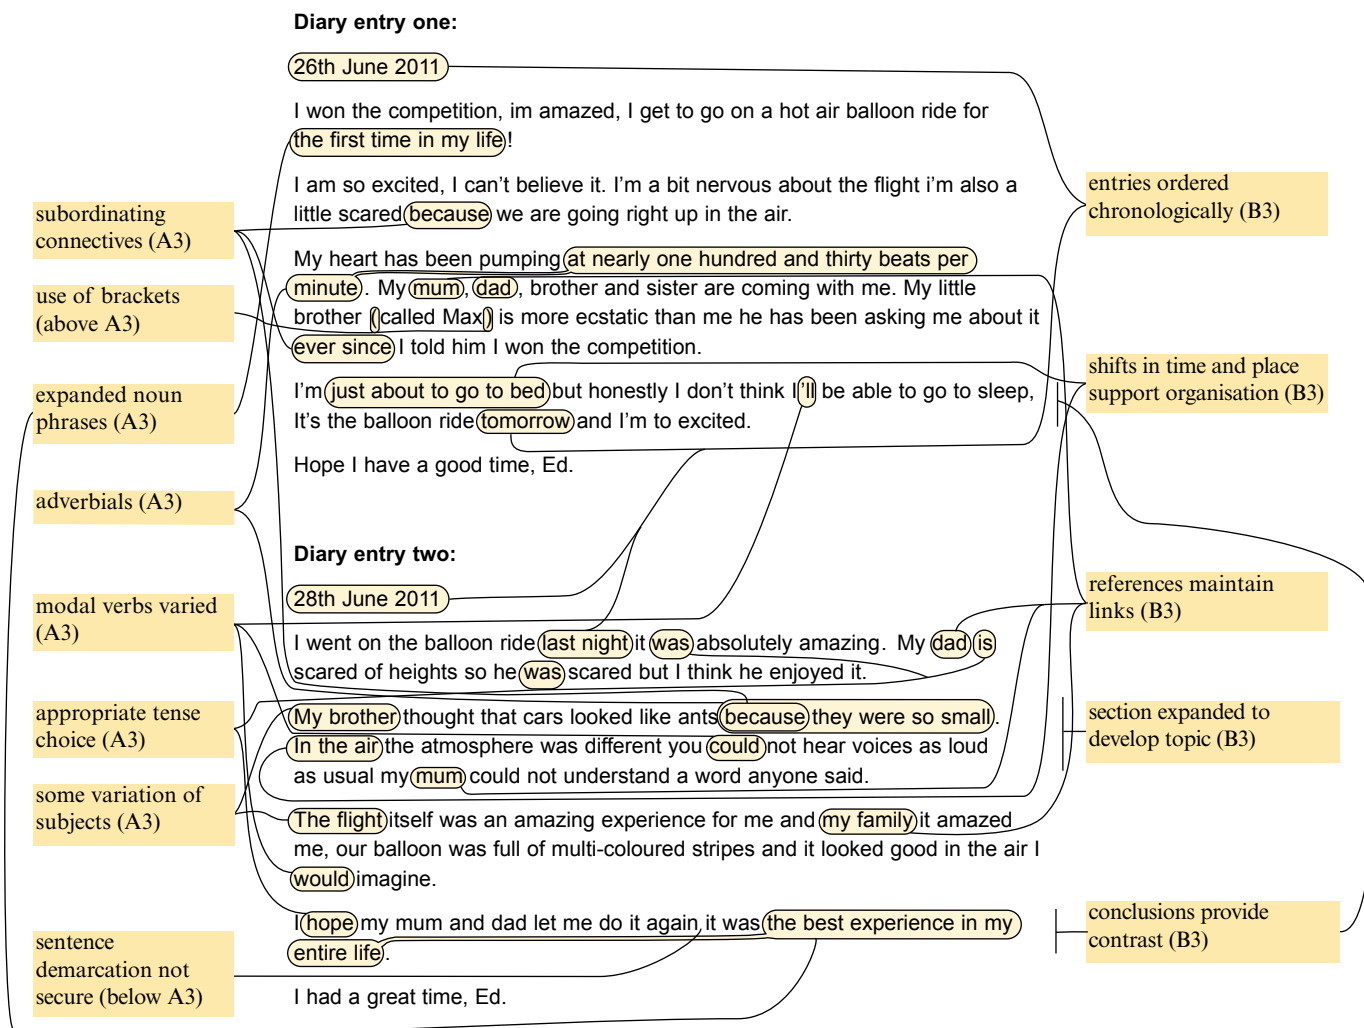 Diary entry one:
26th June 2011
I won the competition, im amazed, I get to go on a hot air balloon ride for
the first time in my life!
I am so excited, I can't believe it. I'm a bit nervous about the flight i'm also a
little scared because we are going right up in the air.
My heart has been pumping at nearly one hundred and thirty beats per
minute. My mum, dad, brother and sister are coming with me. My little
brother (called Max) is more ecstatic than me he has been asking me about it
ever since I told him I won the competition.
I'm just about to go to bed but honestly I don't think I'll be able to go to sleep,
It's the balloon ride tomorrow and I'm to excited.
Hope I have a good time, Ed.
Diary entry two:
28th June 2011
I went on the balloon ride last night it was absolutely amazing. My dad is
scared of heights so he was scared but I think he enjoyed it.
My brother thought that cars looked like ants because they were so small.
In the air the atmosphere was different you could not hear voices as loud
as usual my mum could not understand a word anyone said.
The flight itself was an amazing experience for me and my family it amazed
me, our balloon was full of multi-coloured stripes and it looked good in the air I
would imagine.
I hope my mum and dad let me do it again it was the best experience in my
entire life.
I had a great time, Ed.
subordinating
connectives (A3)
use of brackets
(above A3)
expanded noun
phrases (A3)
adverbials (A3)
modal verbs varied
(A3)
appropriate tense
choice (A3)
some variation of
subjects (A3)
sentence
demarcation not
secure (below A3)
entries ordered
chronologically (B3)
shifts in time and place
support organisation (B3)
references maintain
links (B3)
section expanded to
develop topic (B3)
conclusions provide
contrast (B3)